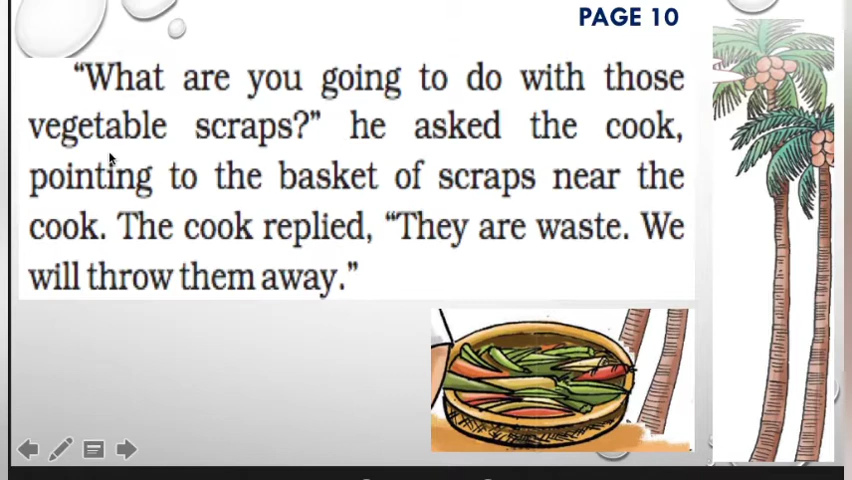 PAGE 10
“What are you going to do with those
vegetable scraps?” he asked the cook,
pointing to the basket of scraps near the
cook. The cook replied, “They are waste. We
will throw them away.”